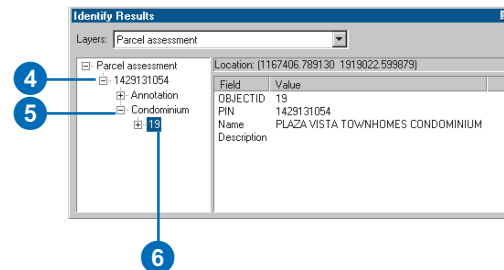 Identify Results
Layers: Parcel assessment
Parcel assessment
1429131054
Annotation
Condominium
19
Location: (1167406.789130 1919022.599879)
Field Value
OBJECTID 19
PIN 1429131054
Name PLAZA VISTA TOWNHOMES CONDOMINIUM
Description
4
5
6